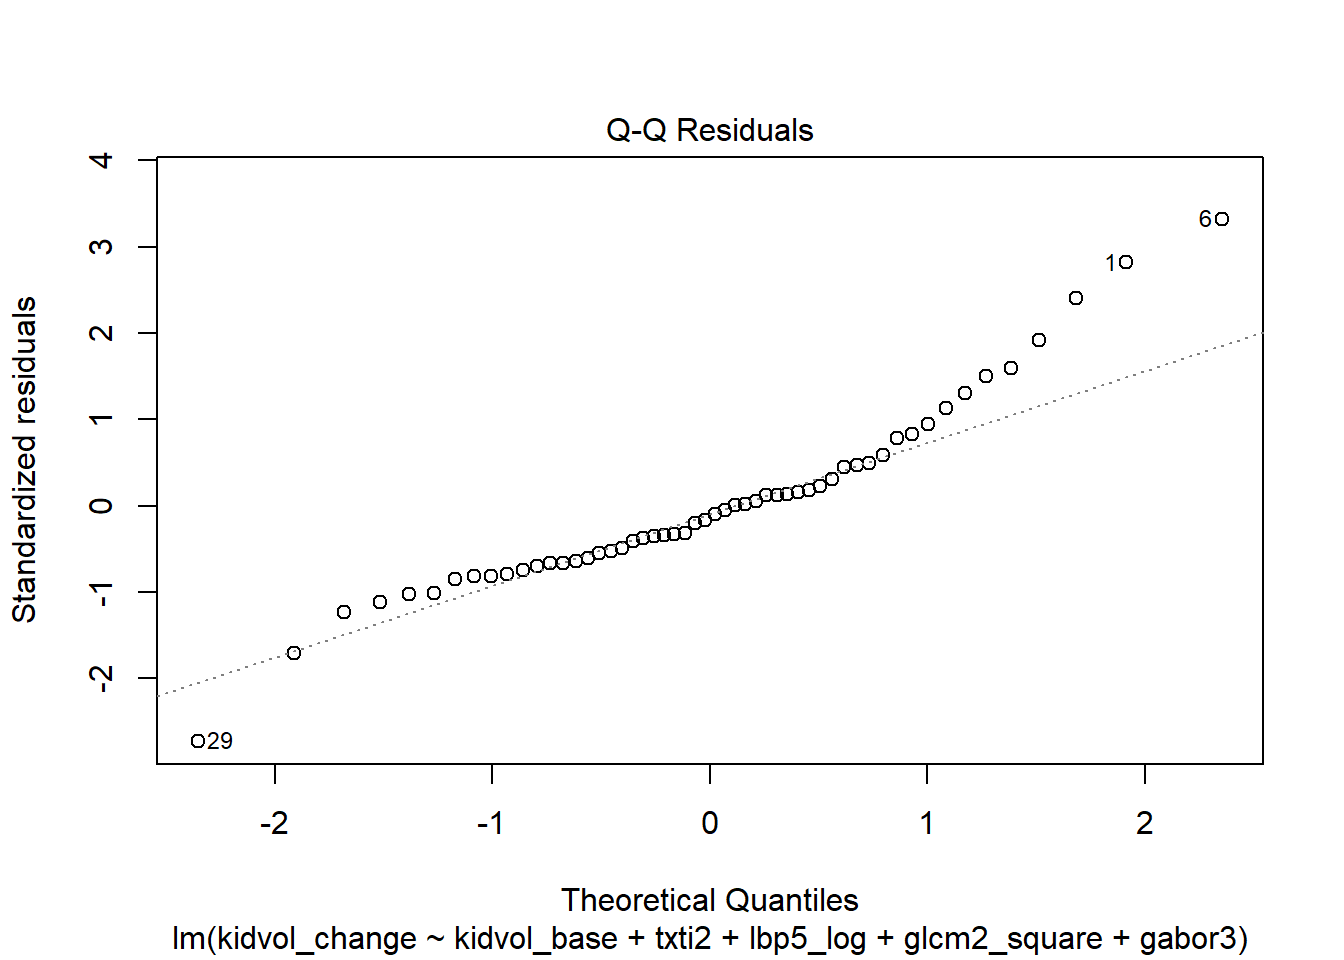 Q-Q Residuals
Standardized residuals
4
3
2
1
0
-1
-2
6
1
29
-2 -1 0 1 2
Theoretical Quantiles
lm(kidvol_change ~ kidvol_base + txti2 + lbp5_log + glcm2_square + gabor3)